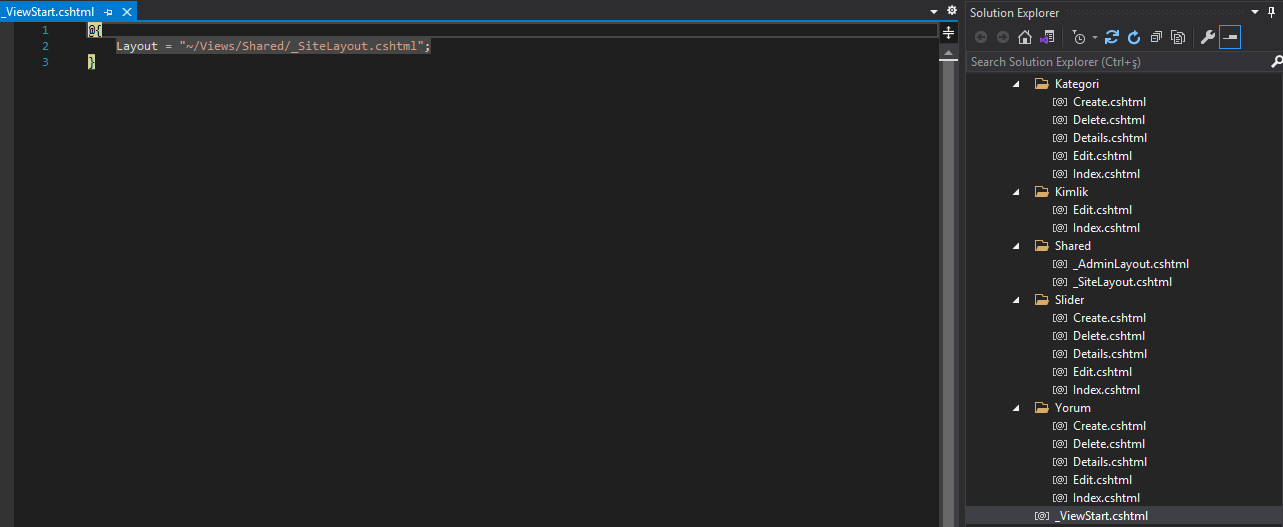 _ViewStart.cshtml
1 @{
2 Layout = "~/Views/Shared/_SiteLayout.cshtml";
3 }
Solution Explorer
Search Solution Explorer (Ctrl+ş)
Kategori
[@] Create.cshtml
[@] Delete.cshtml
[@] Details.cshtml
[@] Edit.cshtml
[@] Index.cshtml
Kimlik
[@] Edit.cshtml
[@] Index.cshtml
Shared
[@] _AdminLayout.cshtml
[@] _SiteLayout.cshtml
Slider
[@] Create.cshtml
[@] Delete.cshtml
[@] Details.cshtml
[@] Edit.cshtml
[@] Index.cshtml
Yorum
[@] Create.cshtml
[@] Delete.cshtml
[@] Details.cshtml
[@] Edit.cshtml
[@] Index.cshtml
[@] _ViewStart.cshtml